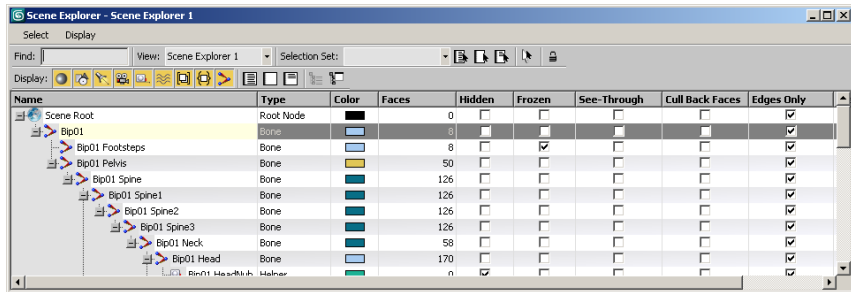 Scene Explorer - Scene Explorer 1
Select Display
Find: View: Scene Explorer 1 Selection Set:
Display:
Name Type Color Faces Hidden Frozen See-Through Cull Back Faces Edges Only
Scene Root Root Node 0
Bip01 Bone 8
Bip01 Footsteps Bone 8
Bip01 Pelvis Bone 50
Bip01 Spine Bone 126
Bip01 Spine1 Bone 126
Bip01 Spine2 Bone 126
Bip01 Spine3 Bone 126
Bip01 Neck Bone 58
Bip01 Head Bone 170
Bip01 HeadNub Helper 0